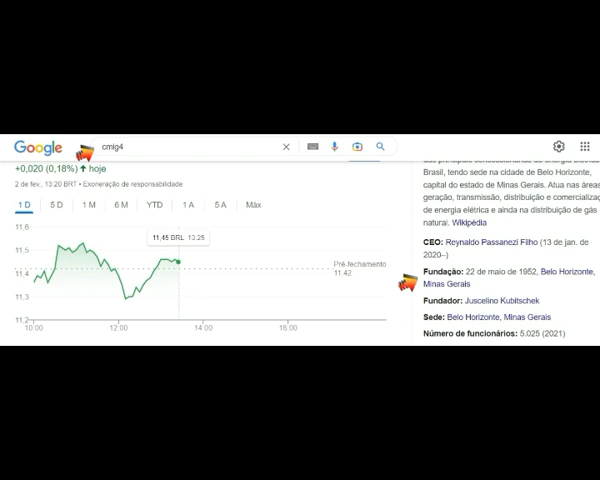 Google
cmig4
+0,020 (0,18%) hoje
2 de fev., 13:20 BRT • Exoneração de responsabilidade
1 D 5 D 1 M 6 M YTD 1 A 5 A Máx
11,6
11,5
11,4
11,3
11,2
11,45 BRL 13:25
Pré-fechamento
11.42
10:00 12:00 14:00 16:00
Brasil, tendo sede na cidade de Belo Horizonte,
capital do estado de Minas Gerais. Atua nas áreas
geração, transmissão, distribuição e comercializaç
de energia elétrica e ainda na distribuição de gás
natural. Wikipédia
CEO: Reynaldo Passanezi Filho (13 de jan. de
2020–)
Fundação: 22 de maio de 1952, Belo Horizonte,
Minas Gerais
Fundador: Juscelino Kubitschek
Sede: Belo Horizonte, Minas Gerais
Número de funcionários: 5.025 (2021)